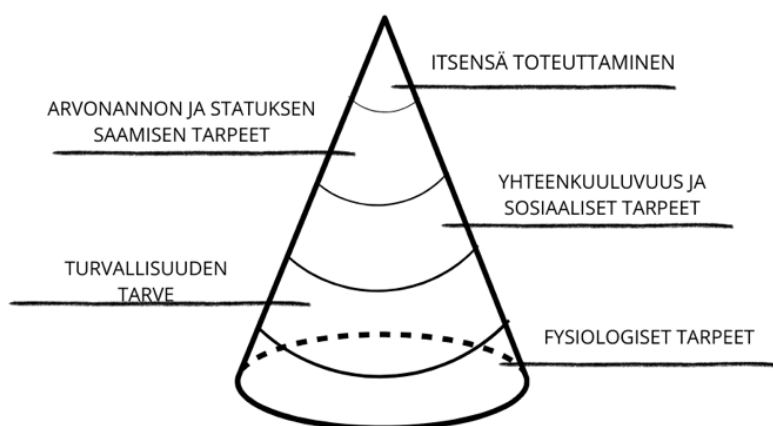 ITSENSÄ TOTEUTTAMINEN
ARVONANNON JA STATUKSEN
SAAMISEN TARPEET
YHTEENKUULUVUUS JA
SOSIAALISET TARPEET
TURVALLISUUDEN
TARVE
FYSIOLOGISET TARPEET